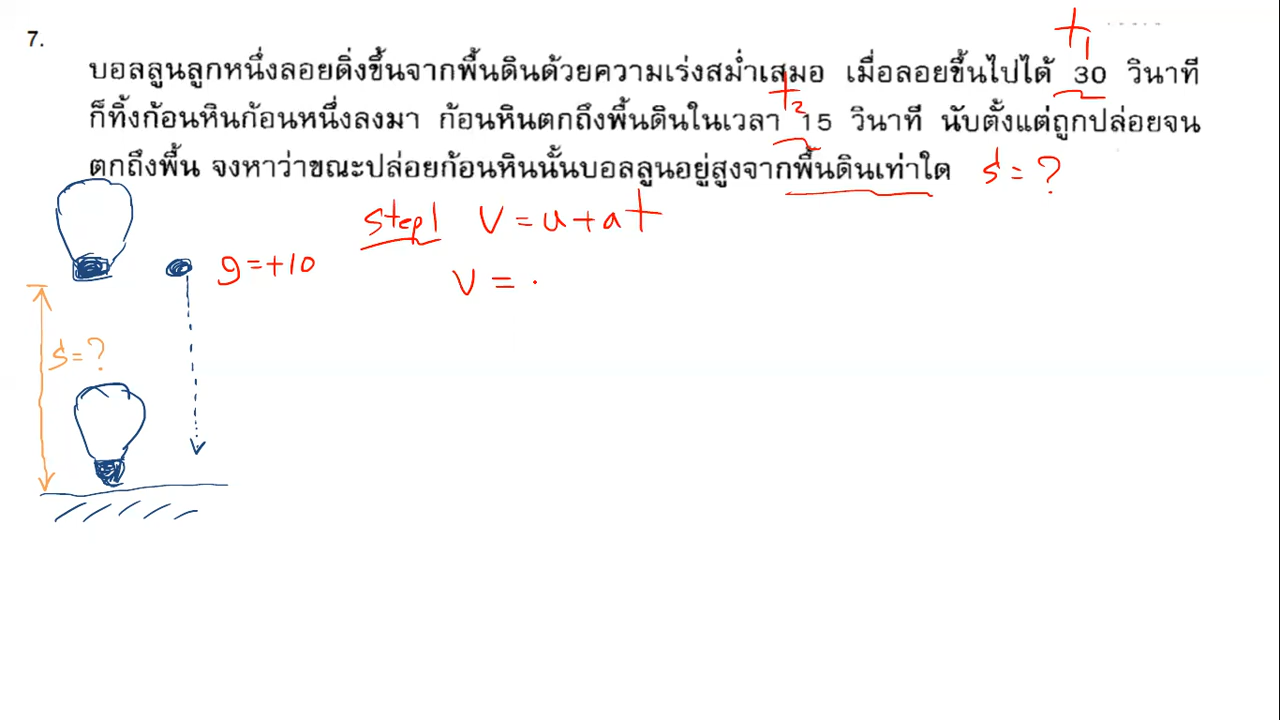 7.
t₁
บอลลูนลูกหนึ่งลอยดิ่งขึ้นจากพื้นดินด้วยความเร่งสม่ำเสมอ เมื่อลอยขึ้นไปได้ 30 วินาที
t₂
ก็ทิ้งก้อนหินก้อนหนึ่งลงมา ก้อนหินตกถึงพื้นดินในเวลา 15 วินาที นับตั้งแต่ถูกปล่อยจน
ตกถึงพื้น จงหาว่าขณะปล่อยก้อนหินนั้นบอลลูนอยู่สูงจากพื้นดินเท่าใด s = ?
step1 v = u + at
g = +10
v = .
s = ?